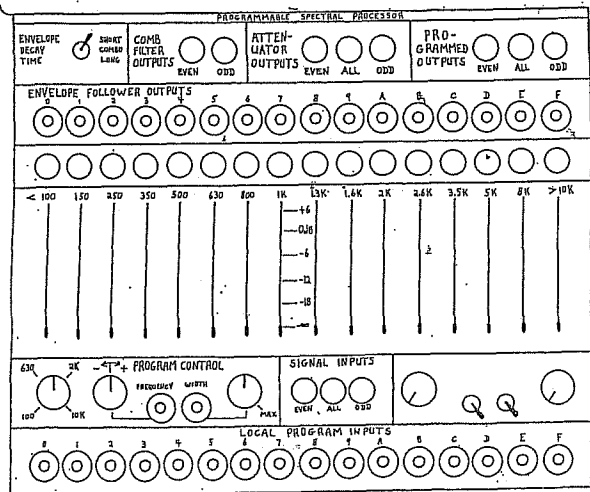 PROGRAMMABLE SPECTRAL PROCESSOR
ENVELOPE DECAY TIME
SHORT
COMBO
LONG
COMB FILTER OUTPUTS
EVEN ODD
ATTEN-UATOR OUTPUTS
EVEN ALL ODD
PRO-GRAMMED OUTPUTS
EVEN ALL ODD
ENVELOPE FOLLOWER OUTPUTS
0 1 2 3 4 5 6 7 8 9 A B C D E F
< 100 150 250 350 500 630 800 1K 1.3K 1.6K 2K 2.6K 3.5K 5K 8K >10K
+6
0dB
-6
-12
-18
-∞
630 2K
100 10K
- +
PROGRAM CONTROL
FREQUENCY WIDTH
MAX
SIGNAL INPUTS
EVEN ALL ODD
LOCAL PROGRAM INPUTS
0 1 2 3 4 5 6 7 8 9 A B C D E F